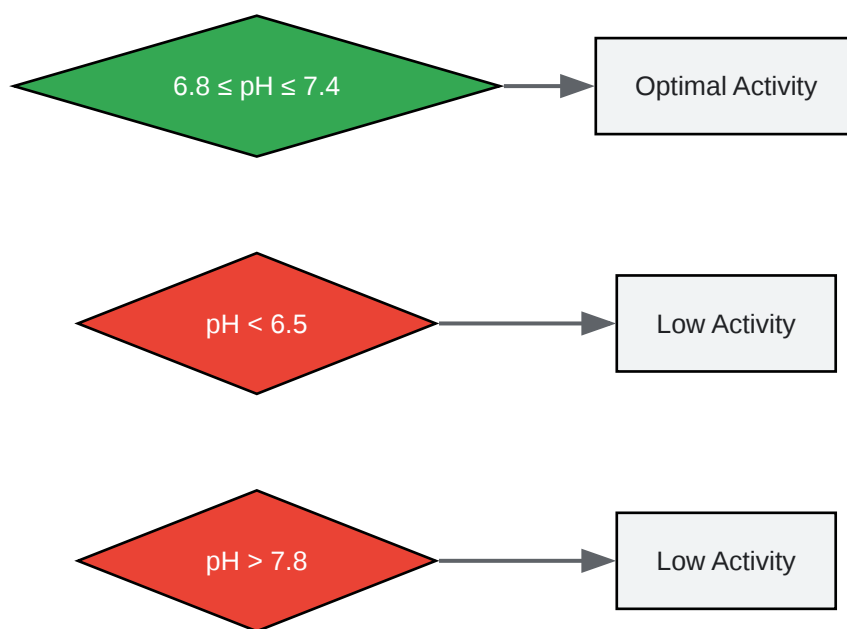 6.8 ≤ pH ≤ 7.4
Optimal Activity
pH < 6.5
Low Activity
pH > 7.8
Low Activity